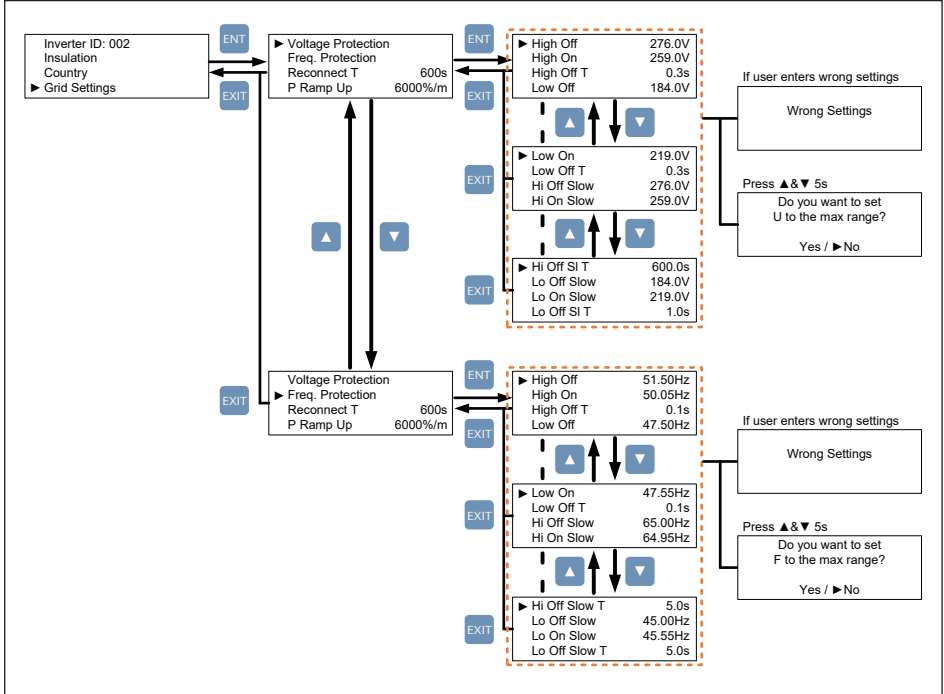 Inverter ID: 002
Insulation
Country
▶ Grid Settings
ENT
EXIT
▶ Voltage Protection
Freq. Protection
Reconnect T 600s
P Ramp Up 6000%/m
ENT
EXIT
▶ High Off 276.0V
High On 259.0V
High Off T 0.3s
Low Off 184.0V
▲ ▼
EXIT
▶ Low On 219.0V
Low Off T 0.3s
Hi Off Slow 276.0V
Hi On Slow 259.0V
▲ ▼
EXIT
▶ Hi Off Sl T 600.0s
Lo Off Slow 184.0V
Lo On Slow 219.0V
Lo Off Sl T 1.0s
If user enters wrong settings
Wrong Settings
Press ▲&▼ 5s
Do you want to set
U to the max range?
Yes / ▶No
▲ ▼
EXIT
Voltage Protection
▶ Freq. Protection
Reconnect T 600s
P Ramp Up 6000%/m
ENT
EXIT
▶ High Off 51.50Hz
High On 50.05Hz
High Off T 0.1s
Low Off 47.50Hz
▲ ▼
EXIT
▶ Low On 47.55Hz
Low Off T 0.1s
Hi Off Slow 65.00Hz
Hi On Slow 64.95Hz
▲ ▼
EXIT
▶ Hi Off Slow T 5.0s
Lo Off Slow 45.00Hz
Lo On Slow 45.55Hz
Lo Off Slow T 5.0s
If user enters wrong settings
Wrong Settings
Press ▲&▼ 5s
Do you want to set
F to the max range?
Yes / ▶No